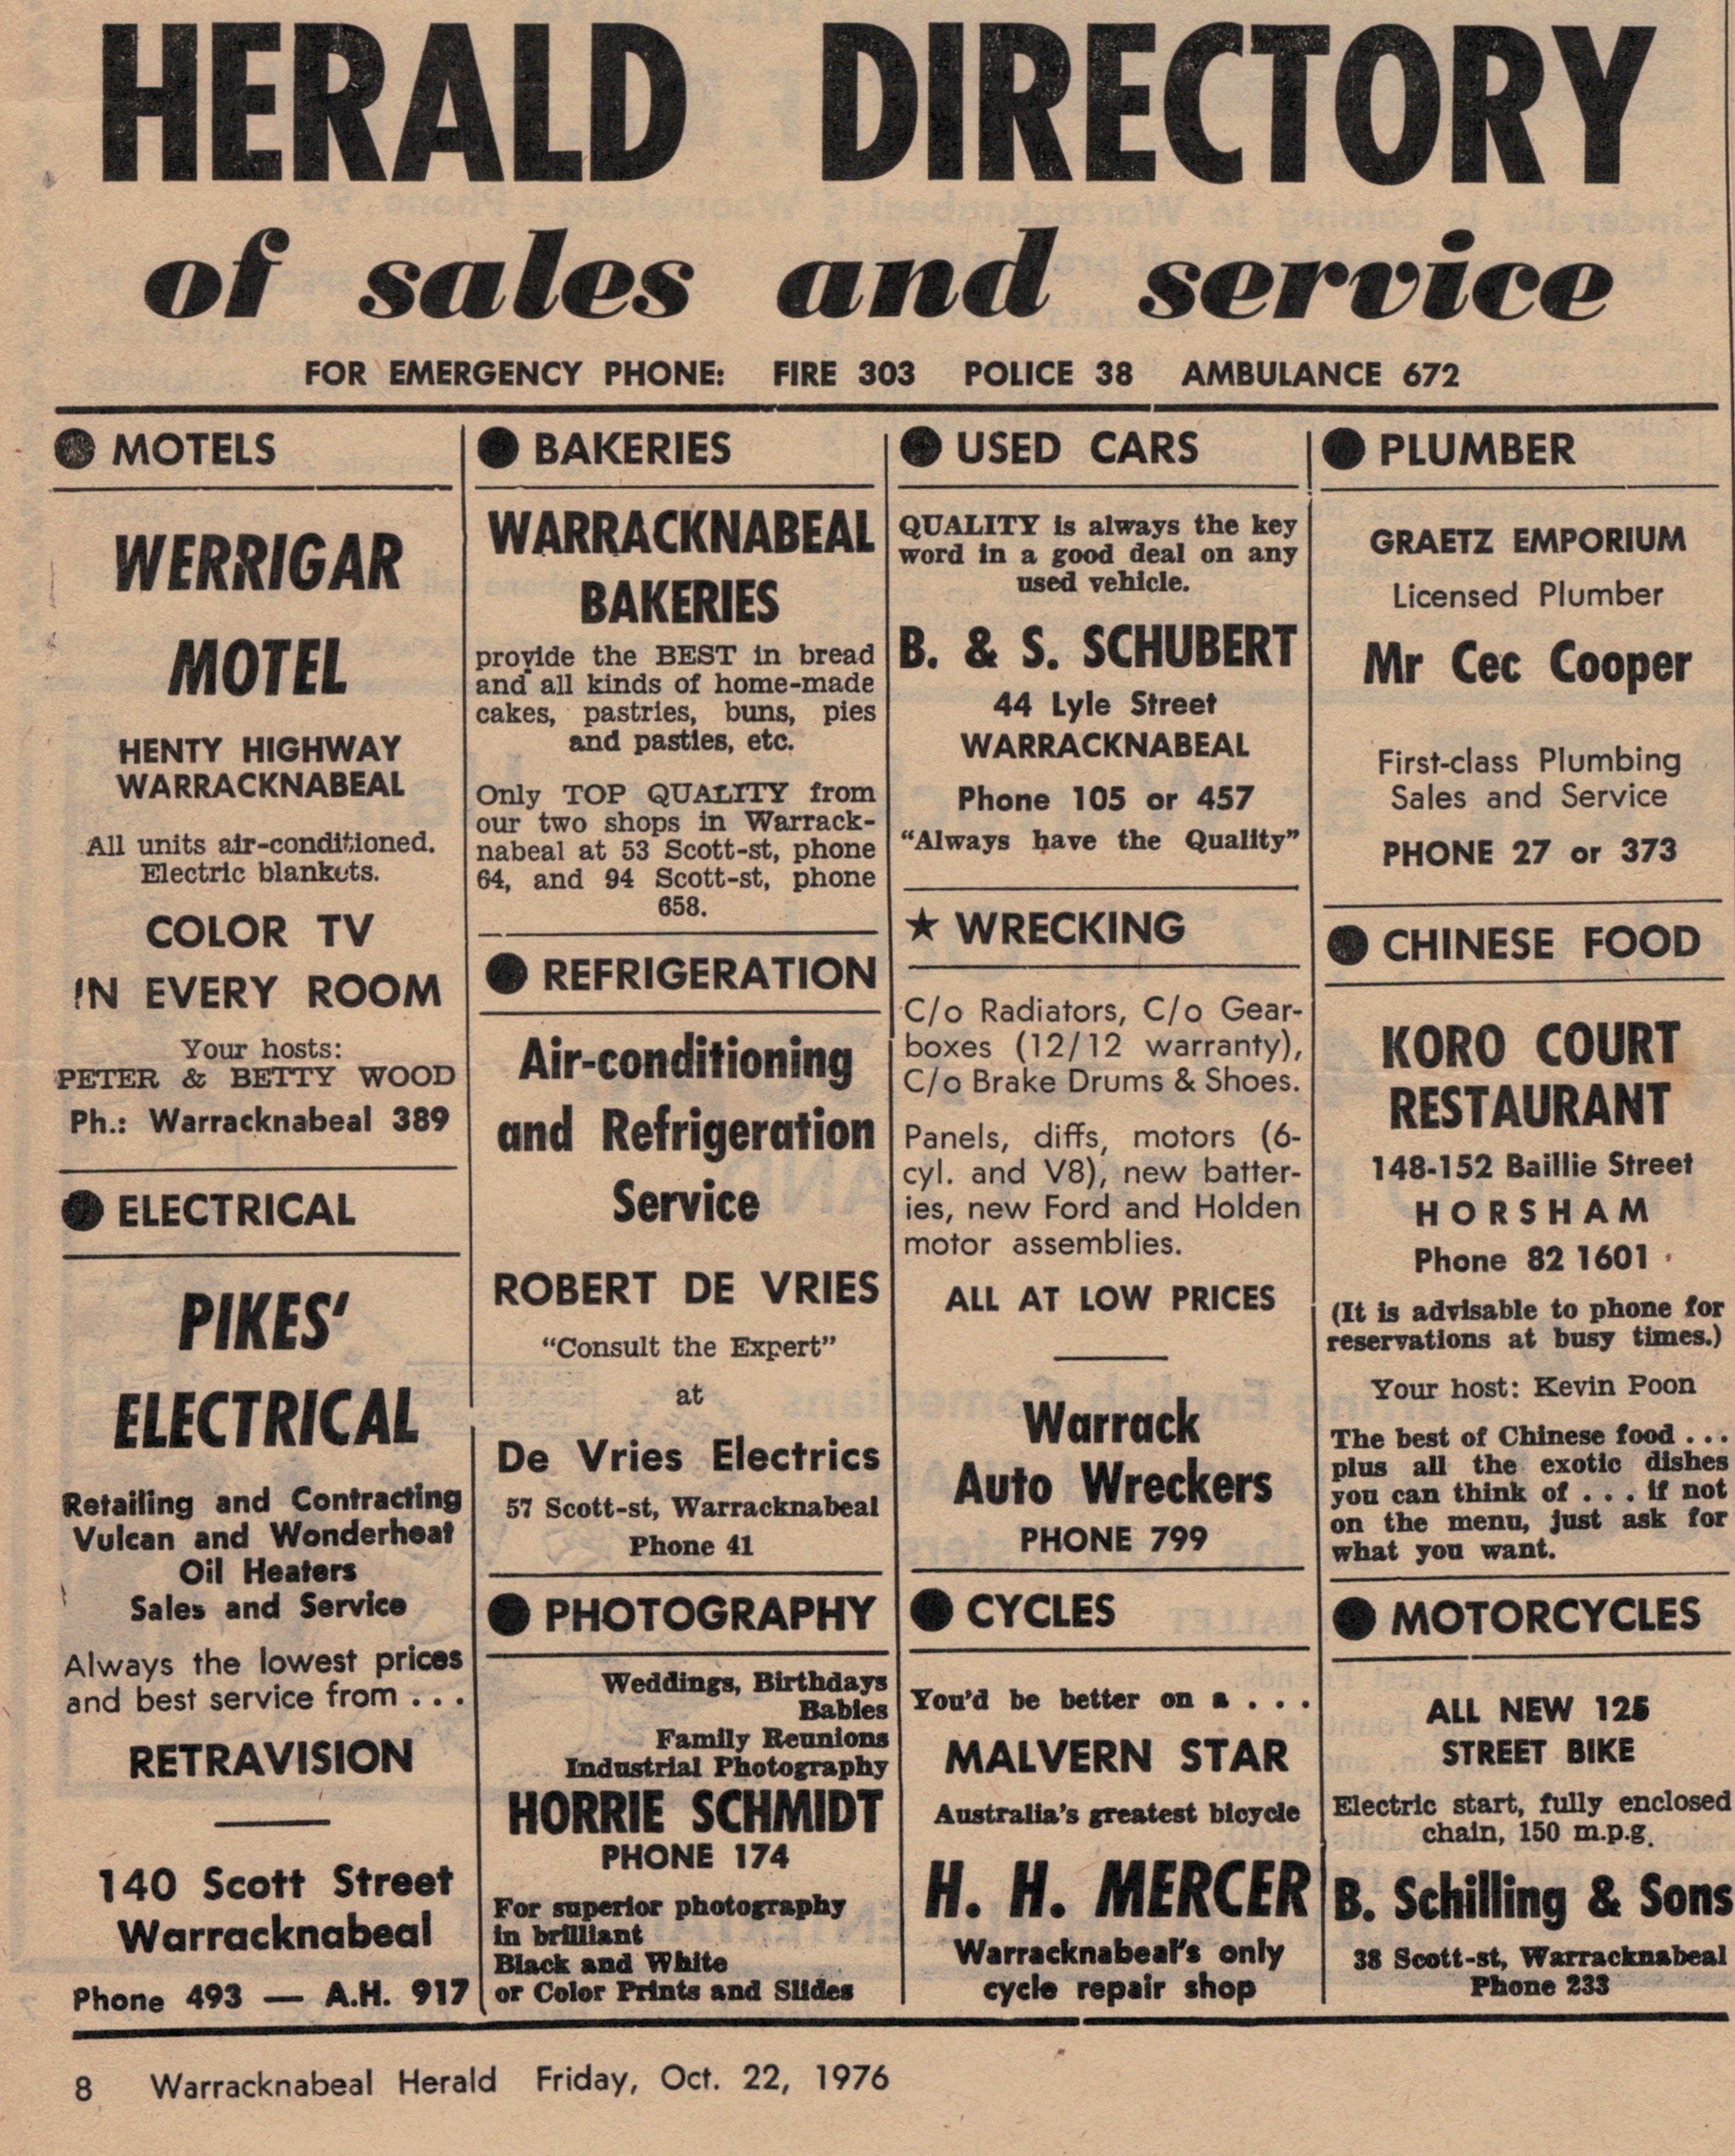 HERALD DIRECTORY
of sales and service
FOR EMERGENCY PHONE: FIRE 303 POLICE 38 AMBULANCE 672
MOTELS
WERRIGAR
MOTEL
HENTY HIGHWAY
WARRACKNABEAL
All units air-conditioned.
Electric blankets.
COLOR TV
IN EVERY ROOM
Your hosts:
PETER & BETTY WOOD
Ph.: Warracknabeal 389
ELECTRICAL
PIKES'
ELECTRICAL
Retailing and Contracting
Vulcan and Wonderheat
Oil Heaters
Sales and Service
Always the lowest prices
and best service from . . .
RETRAVISION
140 Scott Street
Warracknabeal
Phone 493 — A.H. 917
BAKERIES
WARRACKNABEAL
BAKERIES
provide the BEST in bread
and all kinds of home-made
cakes, pastries, buns, pies
and pasties, etc.
Only TOP QUALITY from
our two shops in Warrack-
nabeal at 53 Scott-st, phone
64, and 94 Scott-st, phone
658.
REFRIGERATION
Air-conditioning
and Refrigeration
Service
ROBERT DE VRIES
"Consult the Expert"
at
De Vries Electrics
57 Scott-st, Warracknabeal
Phone 41
PHOTOGRAPHY
Weddings, Birthdays
Babies
Family Reunions
Industrial Photography
HORRIE SCHMIDT
PHONE 174
For superior photography
in brilliant
Black and White
or Color Prints and Slides
USED CARS
QUALITY is always the key
word in a good deal on any
used vehicle.
B. & S. SCHUBERT
44 Lyle Street
WARRACKNABEAL
Phone 105 or 457
"Always have the Quality"
★ WRECKING
C/o Radiators, C/o Gear-
boxes (12/12 warranty),
C/o Brake Drums & Shoes.
Panels, diffs, motors (6-
cyl. and V8), new batter-
ies, new Ford and Holden
motor assemblies.
ALL AT LOW PRICES
Warrack
Auto Wreckers
PHONE 799
CYCLES
You'd be better on a . . .
MALVERN STAR
Australia's greatest bicycle
H. H. MERCER
Warracknabeal's only
cycle repair shop
PLUMBER
GRAETZ EMPORIUM
Licensed Plumber
Mr Cec Cooper
First-class Plumbing
Sales and Service
PHONE 27 or 373
CHINESE FOOD
KORO COURT
RESTAURANT
148-152 Baillie Street
HORSHAM
Phone 82 1601
(It is advisable to phone for
reservations at busy times.)
Your host: Kevin Poon
The best of Chinese food . . .
plus all the exotic dishes
you can think of . . . if not
on the menu, just ask for
what you want.
MOTORCYCLES
ALL NEW 125
STREET BIKE
Electric start, fully enclosed
chain, 150 m.p.g.
B. Schilling & Sons
38 Scott-st, Warracknabeal
Phone 233
8 Warracknabeal Herald Friday, Oct. 22, 1976